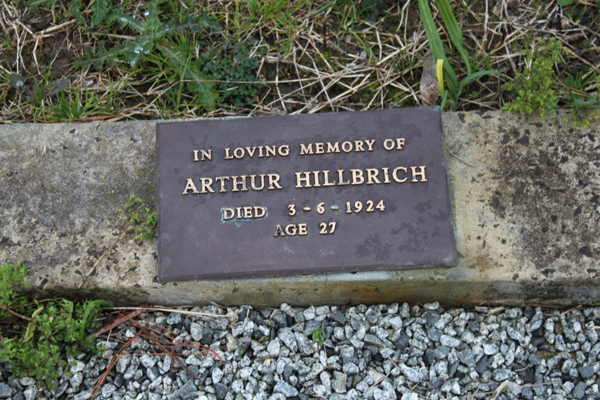 IN LOVING MEMORY OF
ARTHUR HILLBRICH
DIED 3-6-1924
AGE 27